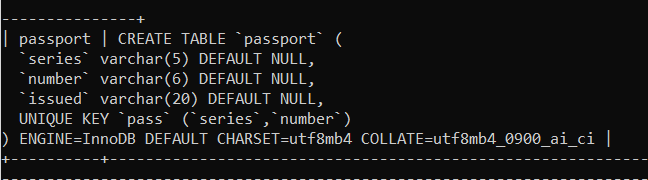 ---------------+
| passport | CREATE TABLE `passport` (
  `series` varchar(5) DEFAULT NULL,
  `number` varchar(6) DEFAULT NULL,
  `issued` varchar(20) DEFAULT NULL,
  UNIQUE KEY `pass` (`series`,`number`)
) ENGINE=InnoDB DEFAULT CHARSET=utf8mb4 COLLATE=utf8mb4_0900_ai_ci |
+----------+-----------------------------------------------------------------